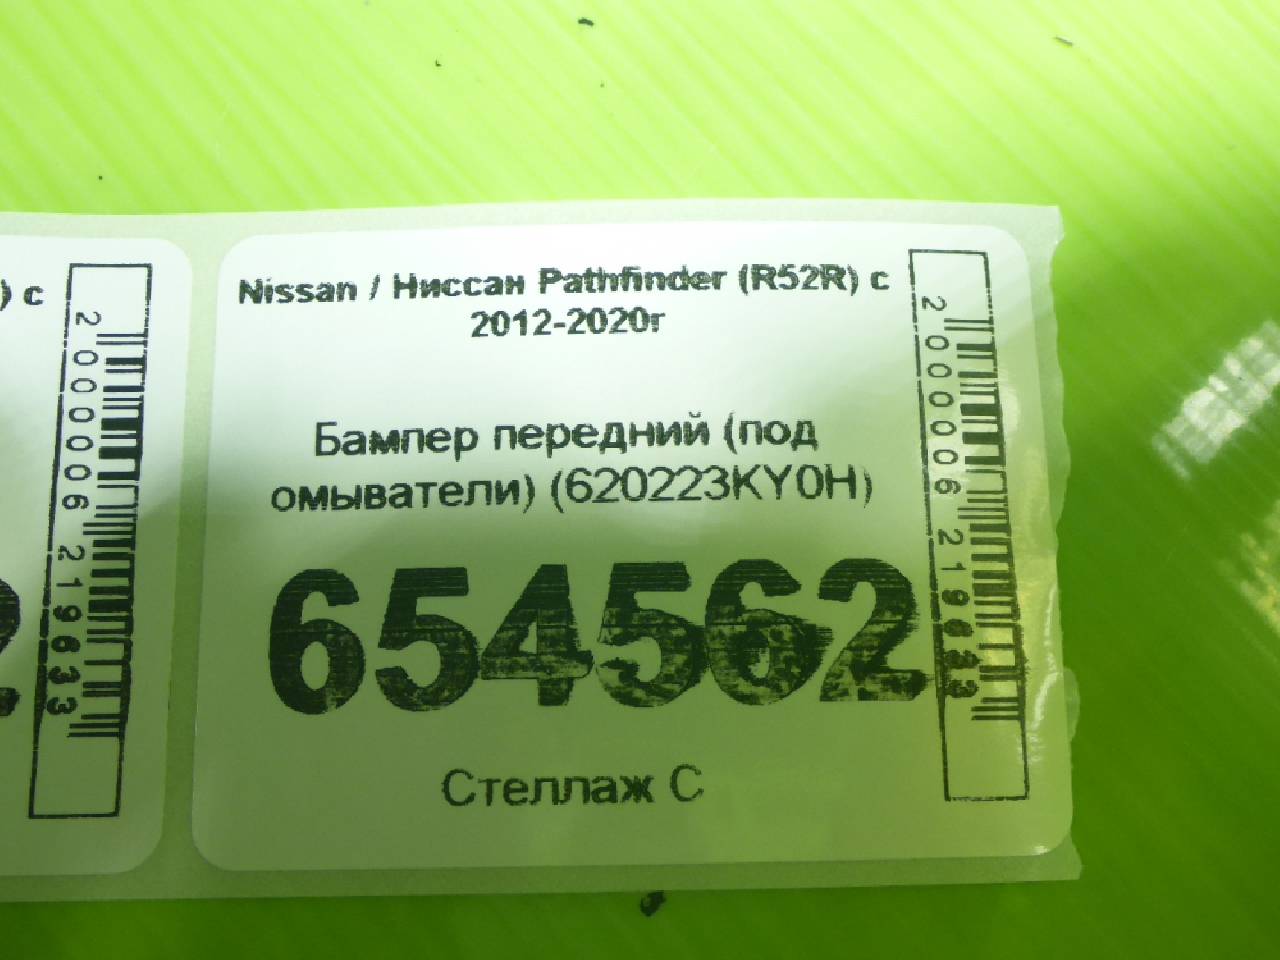 ) с
2000006219633
Nissan / Ниссан Pathfinder (R52R) с
2012-2020г
Бампер передний (под
омыватели) (620223KY0H)
654562
Стеллаж С
2000006219633